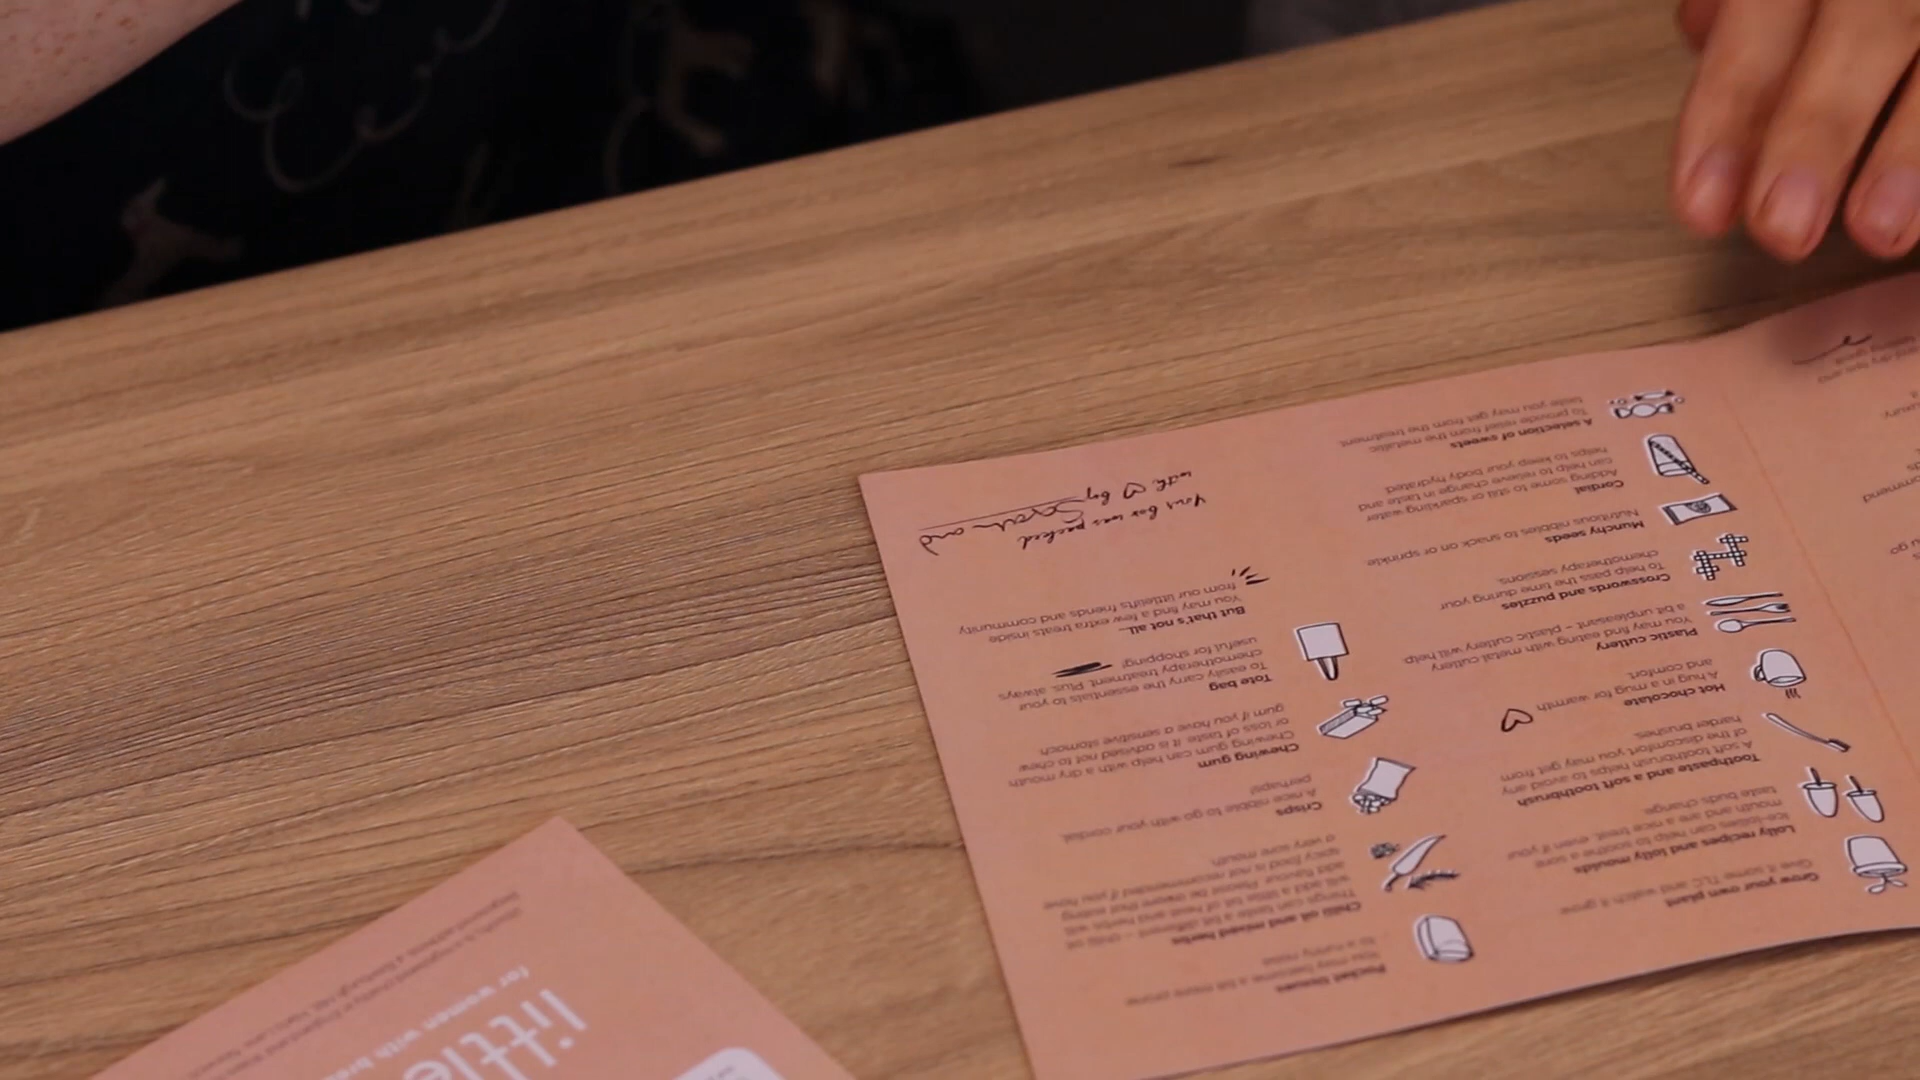 Grow your own plant
Give it some TLC and watch it grow.
Lolly recipes and lolly moulds
Ice-lollies can help to soothe a sore
mouth and are a nice treat, even if your
taste buds change.
Toothpaste and a soft toothbrush
A soft toothbrush helps to avoid any
of the discomfort you may get from
harder brushes.
Hot chocolate
A hug in a mug for warmth
and comfort.
Plastic cutlery
You may find eating with metal cutlery
a bit unpleasant – plastic cutlery will help
Crosswords and puzzles
To help pass the time during your
chemotherapy sessions.
Munchy seeds
Nutritious nibbles to snack on or sprinkle
Cordial
Adding some to still or sparkling water
can help to relieve change in taste and
helps to keep your body hydrated.
A selection of sweets
To provide relief from the metallic
taste you may get from the treatment
Pocket tissues
You may become a bit more prone
to a runny nose
Chilli oil and mixed herbs
Things can taste a bit different – chilli oil
will add a little bit of heat and herbs will
add flavour. Please be aware that eating
spicy food is not recommended if you have
a very sore mouth.
Crisps
A nice nibble to go with your cordial,
perhaps!
Chewing gum
Chewing gum can help with a dry mouth
or loss of taste. It is advised not to chew
gum if you have a sensitive stomach
Tote bag
To easily carry the essentials to your
chemotherapy treatment. Plus, always
useful for shopping!
But that's not all...
You may find a few extra treats inside
from our littlelifts friends and community
Your box was packed
with ♡ by Sarah and
little
for women with